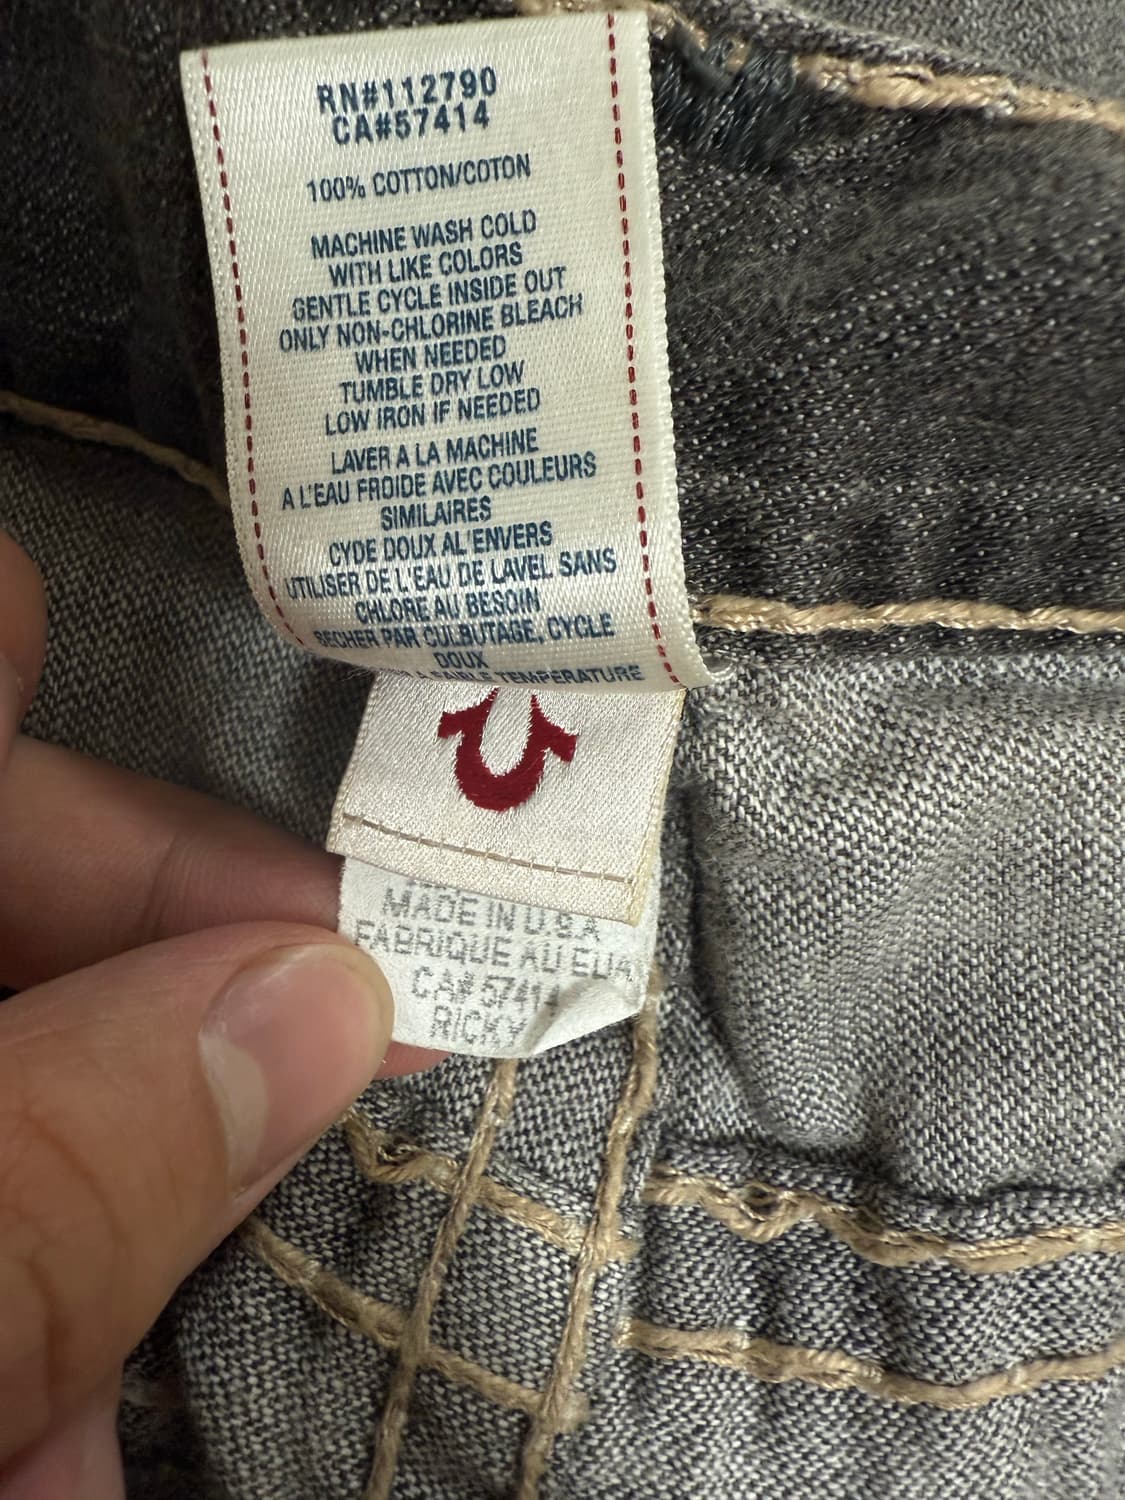 RN#112790
CA#57414
100% COTTON/COTON
MACHINE WASH COLD
WITH LIKE COLORS
GENTLE CYCLE INSIDE OUT
ONLY NON-CHLORINE BLEACH
WHEN NEEDED
TUMBLE DRY LOW
LOW IRON IF NEEDED
LAVER A LA MACHINE
A L'EAU FROIDE AVEC COULEURS
SIMILAIRES
CYDE DOUX AL'ENVERS
UTILISER DE L'EAU DE LAVEL SANS
CHLORE AU BESOIN
SECHER PAR CULBUTAGE, CYCLE
DOUX
A FAIBLE TEMPERATURE
MADE IN U.S.A
FABRIQUE AU EUA
CA# 57414
RICKY